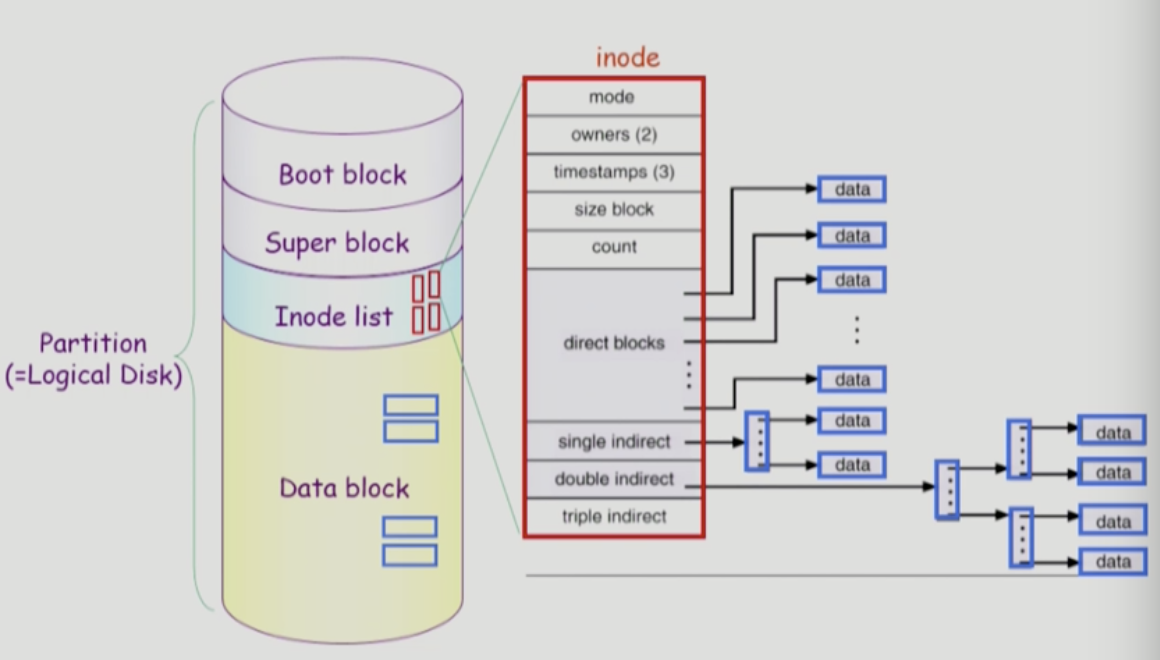 inode
mode
owners (2)
timestamps (3)
size block
count
direct blocks
single indirect
double indirect
triple indirect
Boot block
Super block
Inode list
Data block
Partition
(=Logical Disk)
data
data
data
data
data
data
data
data
data
data